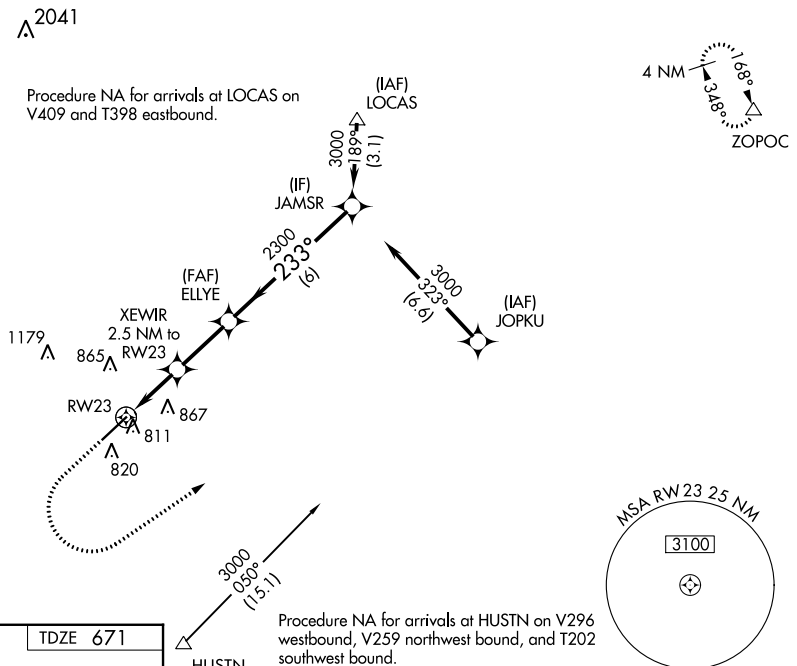 2041
Procedure NA for arrivals at LOCAS on
V409 and T398 eastbound.
(IAF)
LOCAS
3000
189°
(3.1)
4 NM
168°
348°
ZOPOC
(IF)
JAMSR
2300
233°
(6)
(FAF)
ELLYE
3000
323°
(6.6)
(IAF)
JOPKU
XEWIR
2.5 NM to
RW23
1179
865
RW23
867
811
820
MSA RW23 25 NM
3100
3000
050°
(15.1)
Procedure NA for arrivals at HUSTN on V296
westbound, V259 northwest bound, and T202
southwest bound.
TDZE 671
HUSTN